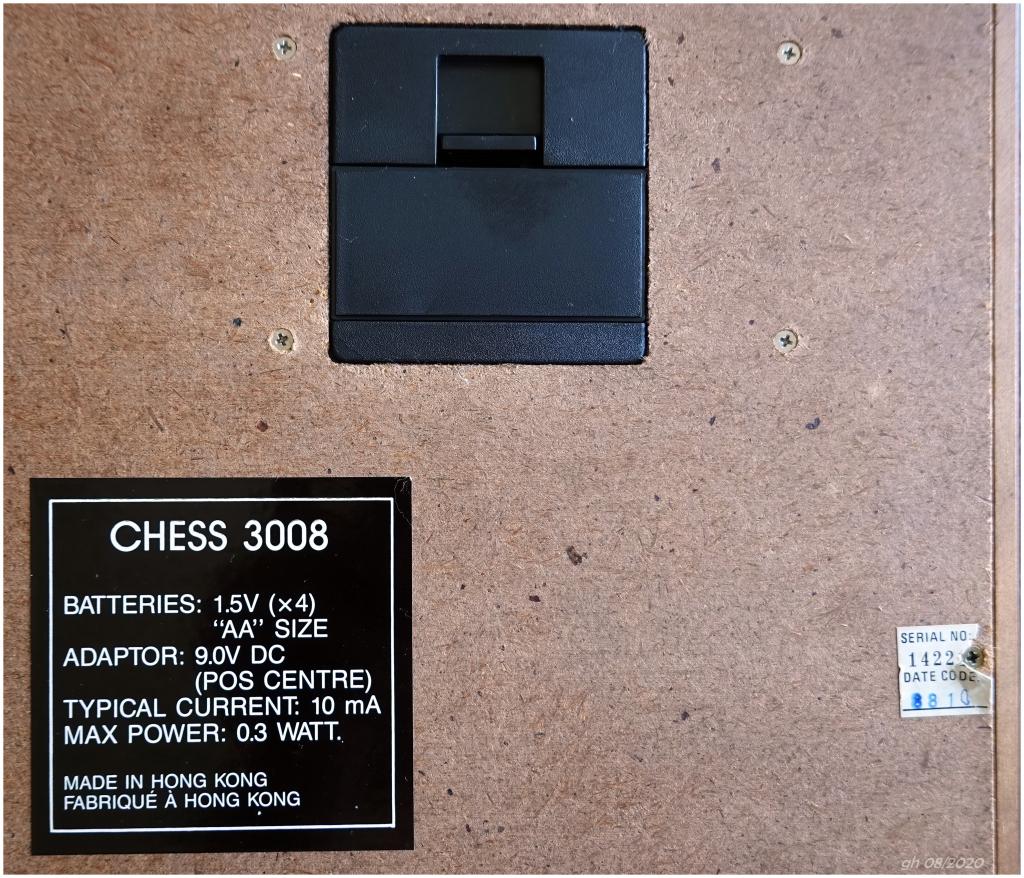 CHESS 3008
BATTERIES: 1.5V (×4)
“AA” SIZE
ADAPTOR: 9.0V DC
(POS CENTRE)
TYPICAL CURRENT: 10 mA
MAX POWER: 0.3 WATT.
MADE IN HONG KONG
FABRIQUÉ À HONG KONG
SERIAL NO:
DATE CODE
8810
gh 08/2020